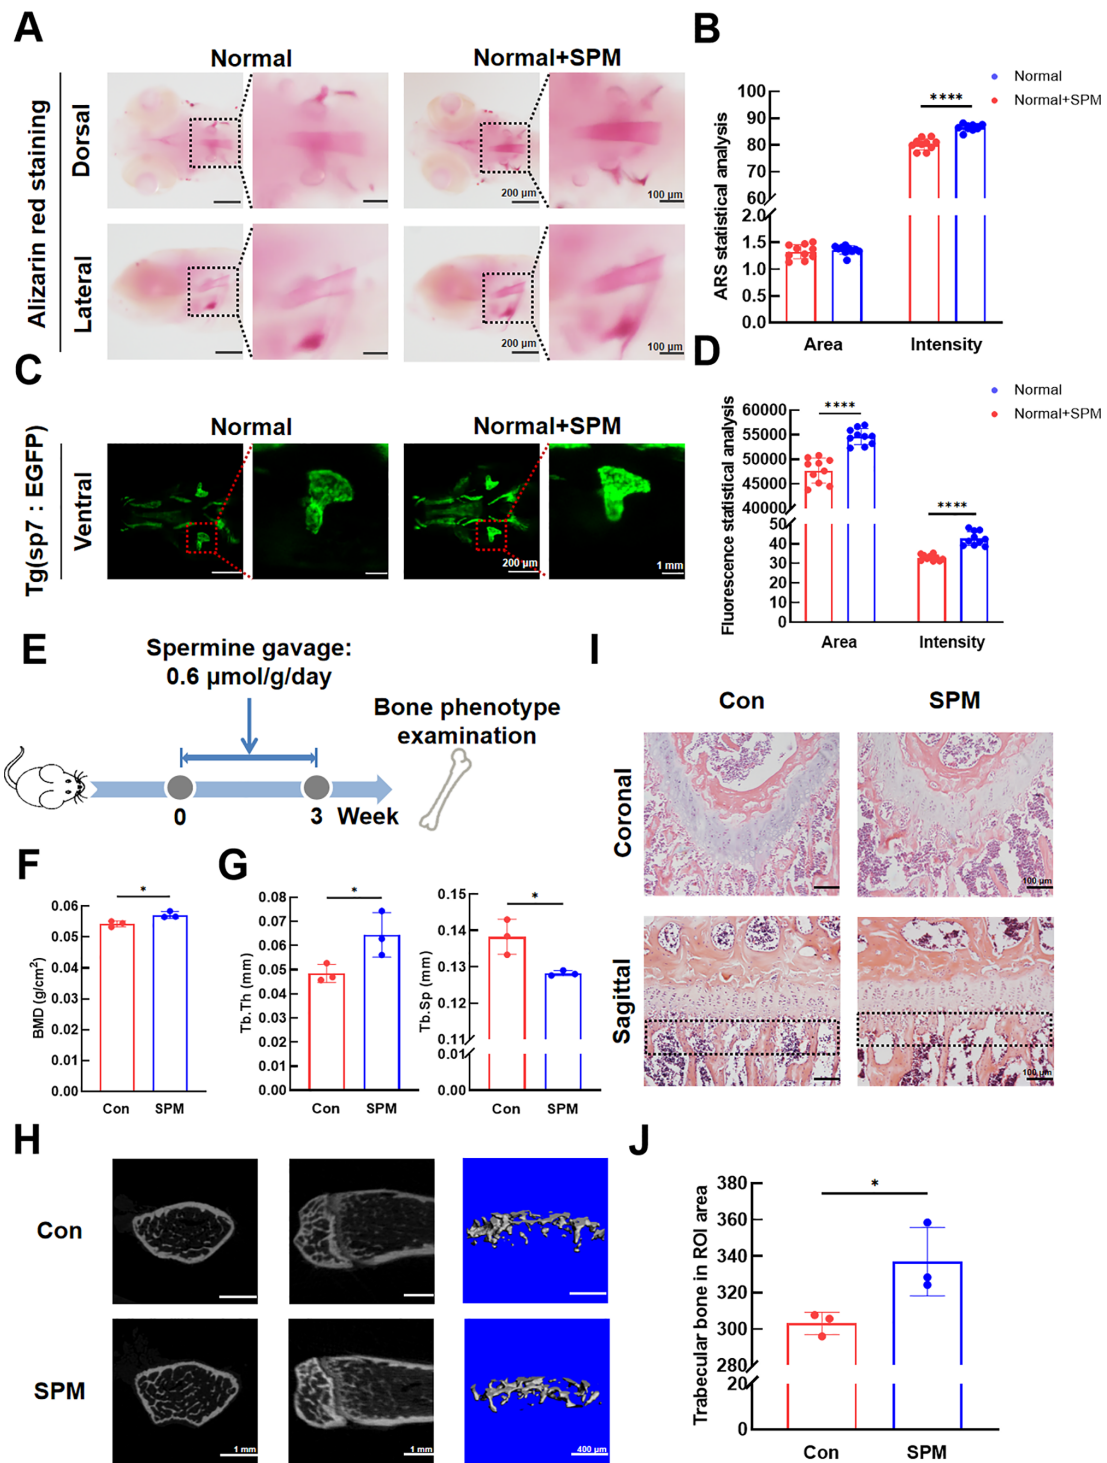 A
Normal
Normal+SPM
Alizarin red staining
Dorsal
Lateral
200 µm
100 µm
200 µm
100 µm
B
Normal
Normal+SPM
ARS statistical analysis
100
90
80
70
60
2.0
1.5
1.0
0.5
0.0
****
Area
Intensity
C
Normal
Normal+SPM
Tg(sp7 : EGFP)
Ventral
200 µm
1 mm
D
Normal
Normal+SPM
Fluorescence statistical analysis
60000
55000
50000
45000
40000
50
40
30
20
10
0
****
****
Area
Intensity
E
Spermine gavage:
0.6 µmol/g/day
Bone phenotype
examination
0
3
Week
F
BMD (g/cm²)
0.06
0.05
0.04
0.03
0.02
0.01
0.00
*
Con
SPM
G
Tb.Th (mm)
0.08
0.07
0.06
0.05
0.04
0.03
0.02
0.01
0.00
*
Con
SPM
Tb.Sp (mm)
0.15
0.14
0.13
0.12
0.11
0.01
0.00
*
Con
SPM
H
Con
SPM
1 mm
1 mm
400 µm
I
Con
SPM
Coronal
Sagittal
100 µm
100 µm
J
Trabecular bone in ROI area
380
360
340
320
300
280
20
0
*
Con
SPM